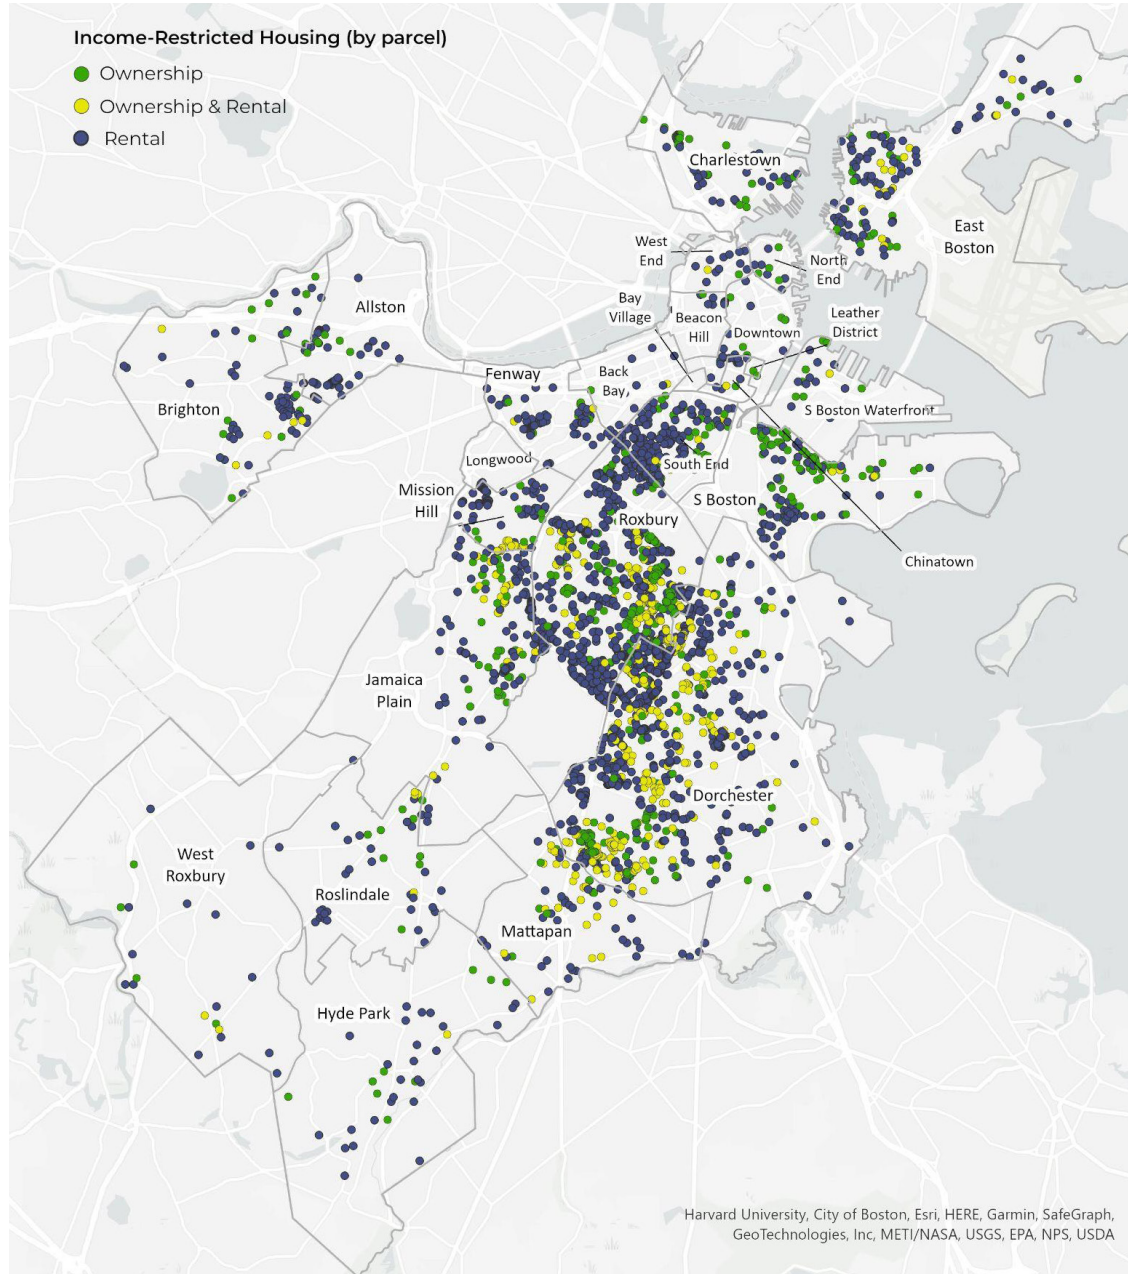 Income-Restricted Housing (by parcel)
Ownership
Ownership & Rental
Rental
Charlestown
East
Boston
West
End
North
End
Bay
Village
Beacon
Hill
Downtown
Leather
District
Allston
Fenway
Back
Bay
Brighton
S Boston Waterfront
Longwood
South End
Mission
Hill
S Boston
Roxbury
Chinatown
Jamaica
Plain
Dorchester
West
Roxbury
Roslindale
Mattapan
Hyde Park
Harvard University, City of Boston, Esri, HERE, Garmin, SafeGraph,
GeoTechnologies, Inc, METI/NASA, USGS, EPA, NPS, USDA